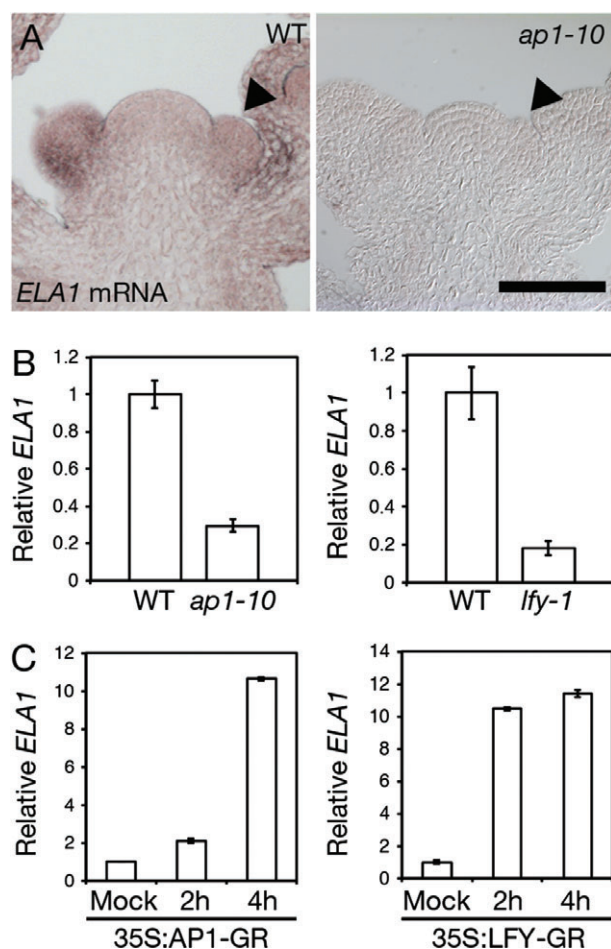 A
WT
ap1-10
ELA1 mRNA
B
Relative ELA1
1.2
1
0.8
0.6
0.4
0.2
0
WT ap1-10
Relative ELA1
1.2
1
0.8
0.6
0.4
0.2
0
WT lfy-1
C
Relative ELA1
12
10
8
6
4
2
0
Mock 2h 4h
35S:AP1-GR
Relative ELA1
14
12
10
8
6
4
2
0
Mock 2h 4h
35S:LFY-GR